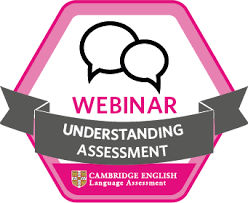 WEBINAR
UNDERSTANDING
ASSESSMENT
CAMBRIDGE ENGLISH
Language Assessment